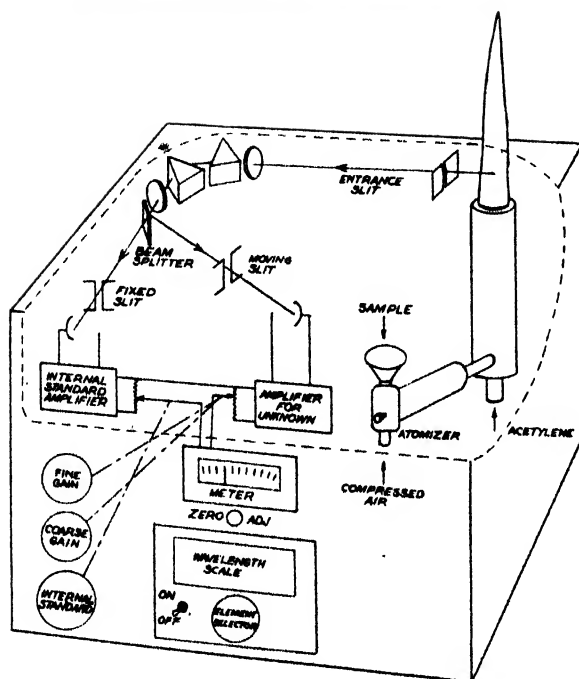 ENTRANCE
SLIT
BEAM
SPLITTER
MOVING
SLIT
FIXED
SLIT
SAMPLE
INTERNAL
STANDARD
AMPLIFIER
AMPLIFIER
FOR
UNKNOWN
ATOMIZER
ACETYLENE
COMPRESSED
AIR
FINE
GAIN
METER
COARSE
GAIN
ZERO ADJ
WAVELENGTH
SCALE
INTERNAL
STANDARD
ON
OFF
ELEMENT
SELECTOR